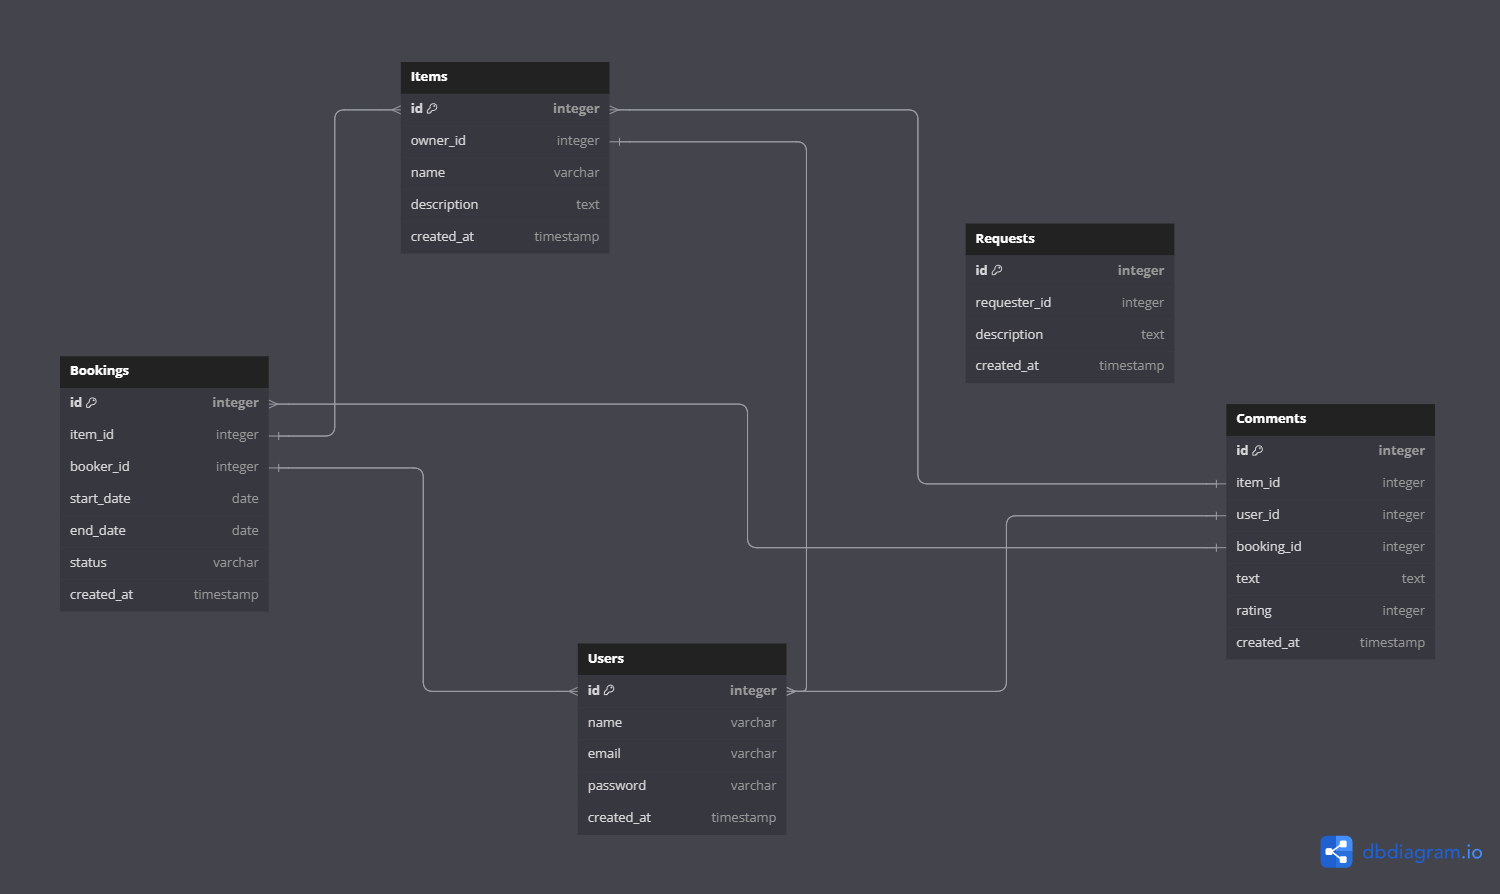 Items
id integer
owner_id integer
name varchar
description text
created_at timestamp
Requests
id integer
requester_id integer
description text
created_at timestamp
Bookings
id integer
item_id integer
booker_id integer
start_date date
end_date date
status varchar
created_at timestamp
Comments
id integer
item_id integer
user_id integer
booking_id integer
text text
rating integer
created_at timestamp
Users
id integer
name varchar
email varchar
password varchar
created_at timestamp
dbdiagram.io